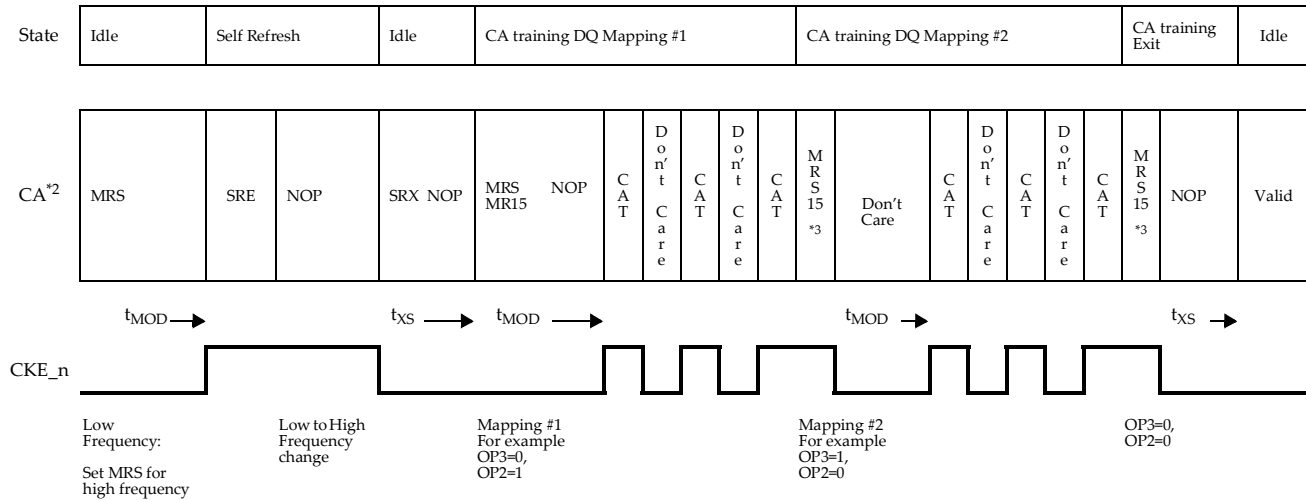 State
Idle
Self Refresh
Idle
CA training DQ Mapping #1
CA training DQ Mapping #2
CA training
Exit
Idle
CA*2
MRS
SRE
NOP
SRX NOP
MRS NOP
MR15
CAT
Don't Care
CAT
Don't Care
CAT
MRS15
*3
Don't
Care
CAT
Don't Care
CAT
Don't Care
CAT
MRS15
*3
NOP
Valid
tMOD
tXS
tMOD
tMOD
tXS
CKE_n
Low
Frequency:
Set MRS for
high frequency
Low to High
Frequency
change
Mapping #1
For example
OP3=0,
OP2=1
Mapping #2
For example
OP3=1,
OP2=0
OP3=0,
OP2=0